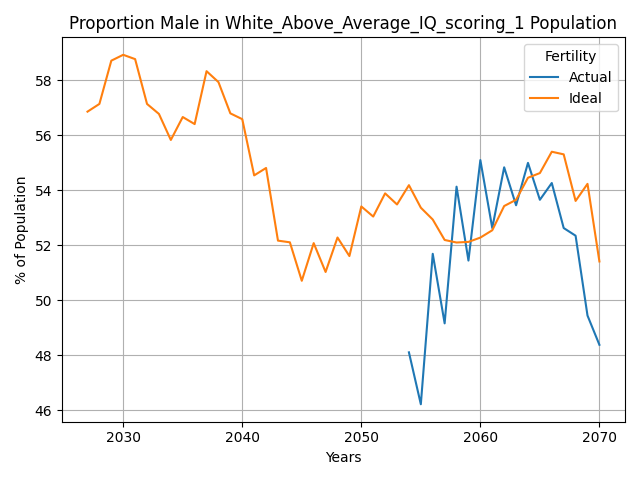 Proportion Male in White_Above_Average_IQ_scoring_1 Population
Fertility
Actual
Ideal
% of Population
58
56
54
52
50
48
46
2030
2040
2050
2060
2070
Years